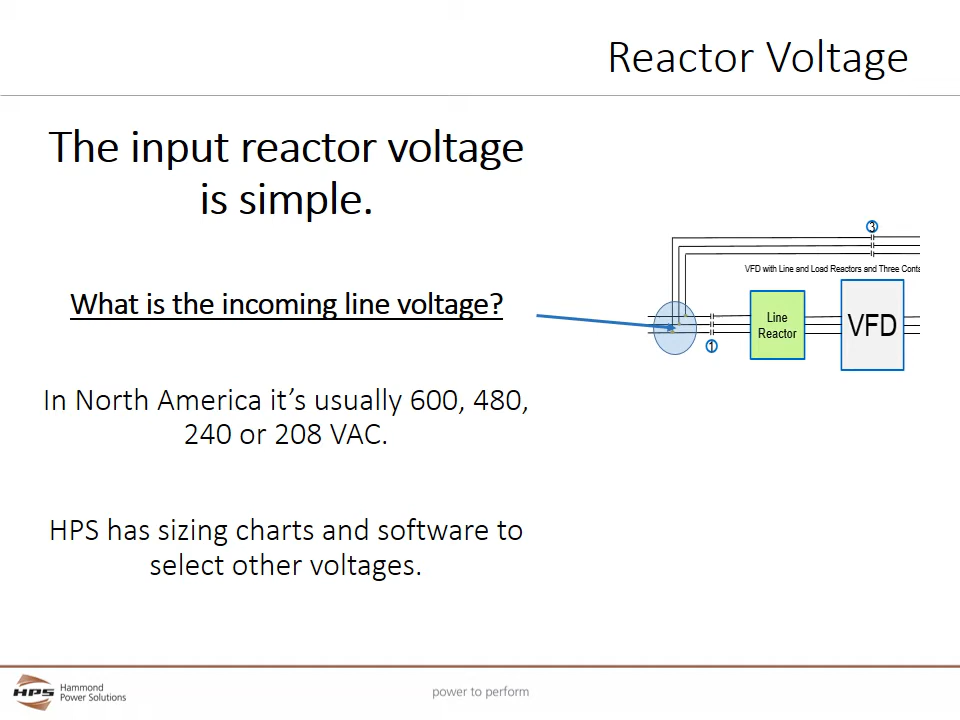 Reactor Voltage
The input reactor voltage
is simple.
What is the incoming line voltage?
In North America it’s usually 600, 480,
240 or 208 VAC.
HPS has sizing charts and software to
select other voltages.
3
VFD with Line and Load Reactors and Three Conta
Line
Reactor
VFD
1
HPS
Hammond
Power Solutions
power to perform